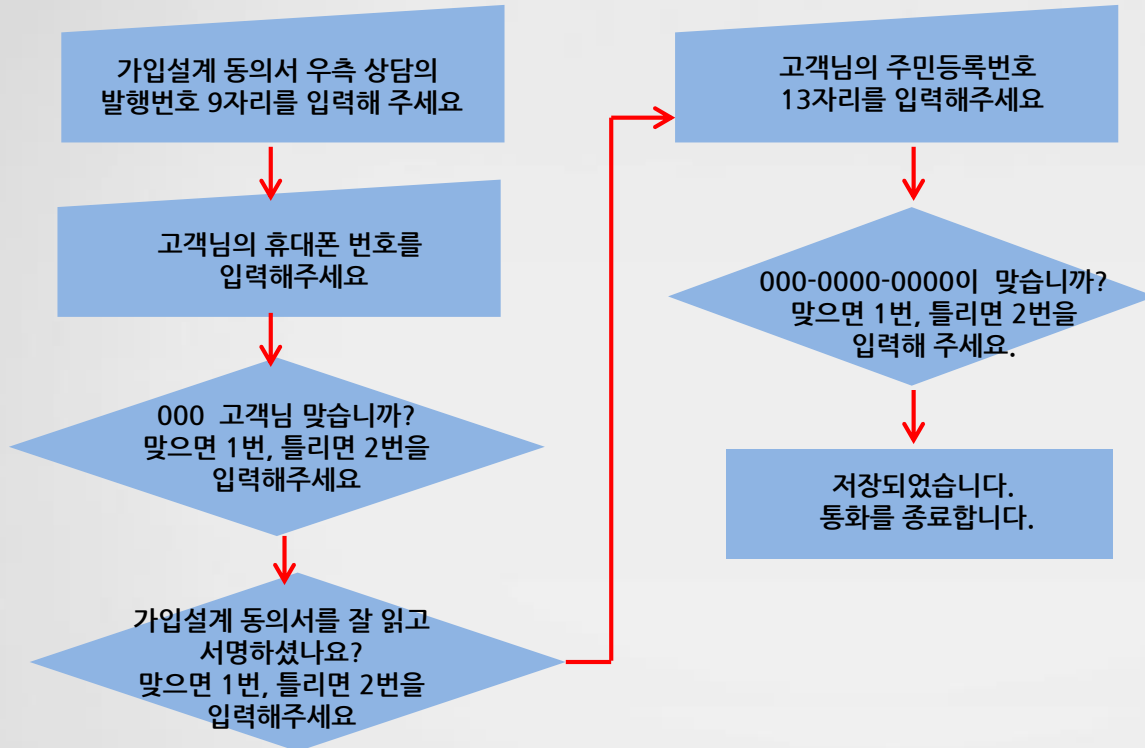 가입설계 동의서 우측 상담의
발행번호 9자리를 입력해 주세요
고객님의 휴대폰 번호를
입력해주세요
000 고객님 맞습니까?
맞으면 1번, 틀리면 2번을
입력해주세요
가입설계 동의서를 잘 읽고
서명하셨나요?
맞으면 1번, 틀리면 2번을
입력해주세요
고객님의 주민등록번호
13자리를 입력해주세요
000-0000-0000이 맞습니까?
맞으면 1번, 틀리면 2번을
입력해 주세요.
저장되었습니다.
통화를 종료합니다.